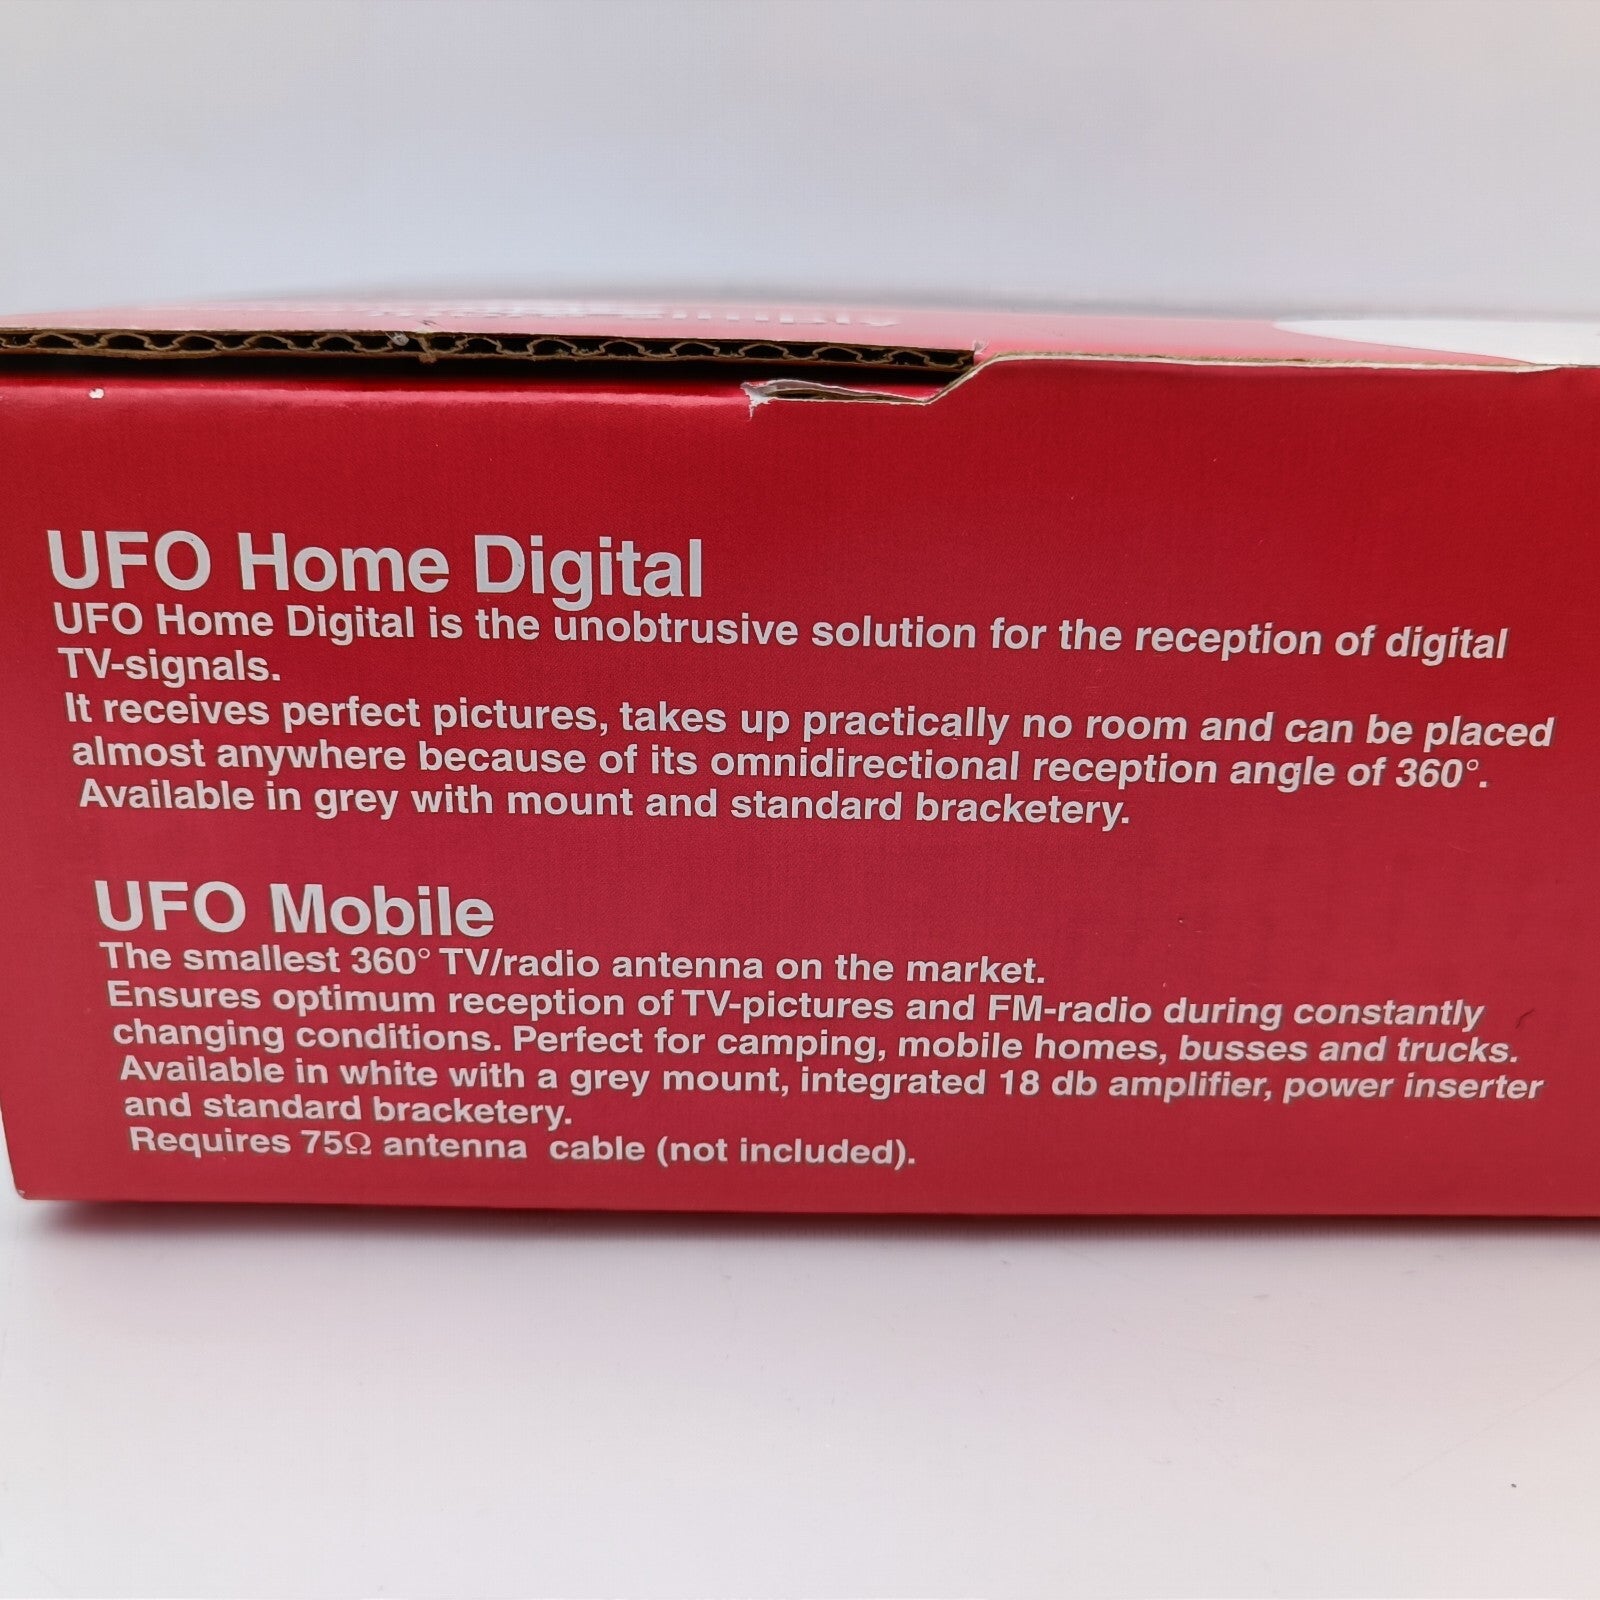 UFO Home Digital
UFO Home Digital is the unobtrusive solution for the reception of digital
TV-signals.
It receives perfect pictures, takes up practically no room and can be placed
almost anywhere because of its omnidirectional reception angle of 360°.
Available in grey with mount and standard bracketery.
UFO Mobile
The smallest 360° TV/radio antenna on the market.
Ensures optimum reception of TV-pictures and FM-radio during constantly
changing conditions. Perfect for camping, mobile homes, busses and trucks.
Available in white with a grey mount, integrated 18 db amplifier, power inserter
and standard bracketery.
Requires 75Ω antenna cable (not included).